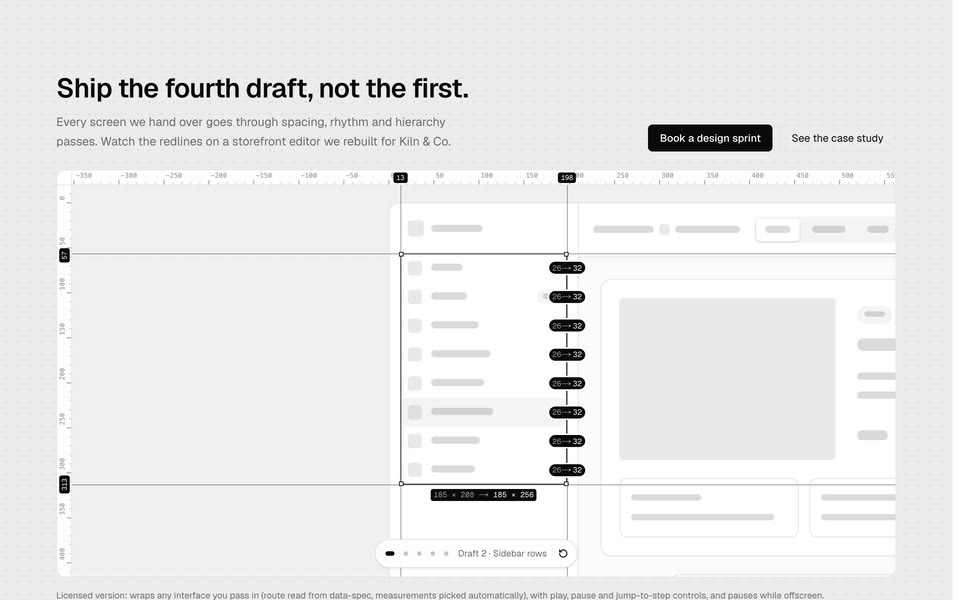 Ship the fourth draft, not the first.
Every screen we hand over goes through spacing, rhythm and hierarchy
passes. Watch the redlines on a storefront editor we rebuilt for Kiln & Co.
Book a design sprint
See the case study
−350 −300 −250 −200 −150 −100 −50 13 50 100 150 198 250 300 350 400 450 500
0
50
57
100
150
200
250
300
313
350
400
26→32
26→32
26→32
26→32
26→32
26→32
26→32
26→32
185 × 208 → 185 × 256
Draft 2 · Sidebar rows
Licensed version: wraps any interface you pass in (route read from data-spec, measurements picked automatically), with play, pause and jump-to-step controls, and pauses while offscreen.